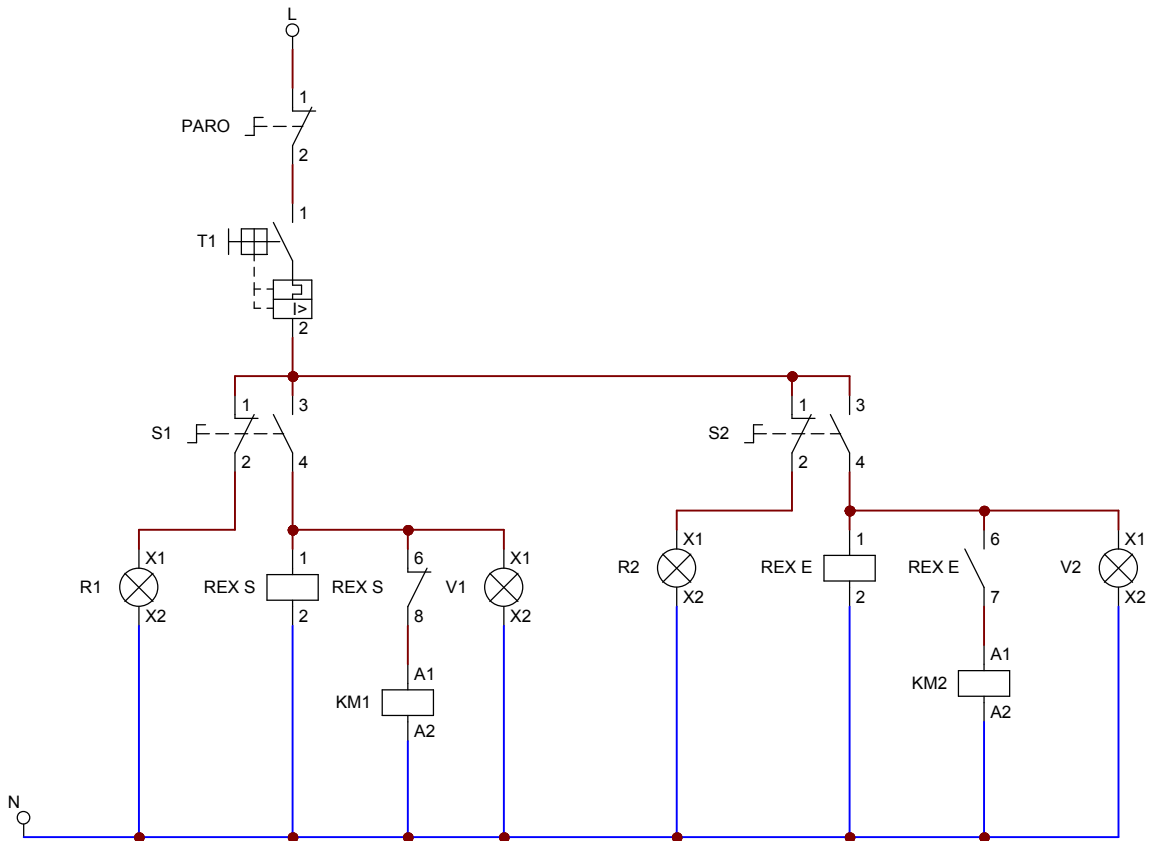 L
1
PARO
2
1
T1
I>
2
1 3 1 3
S1 S2
2 4 2 4
X1 1 6 X1 X1 1 6 X1
R1 REX S REX S V1 R2 REX E REX E V2
X2 2 8 X2 X2 2 7 X2
A1 A1
KM1 KM2
A2 A2
N